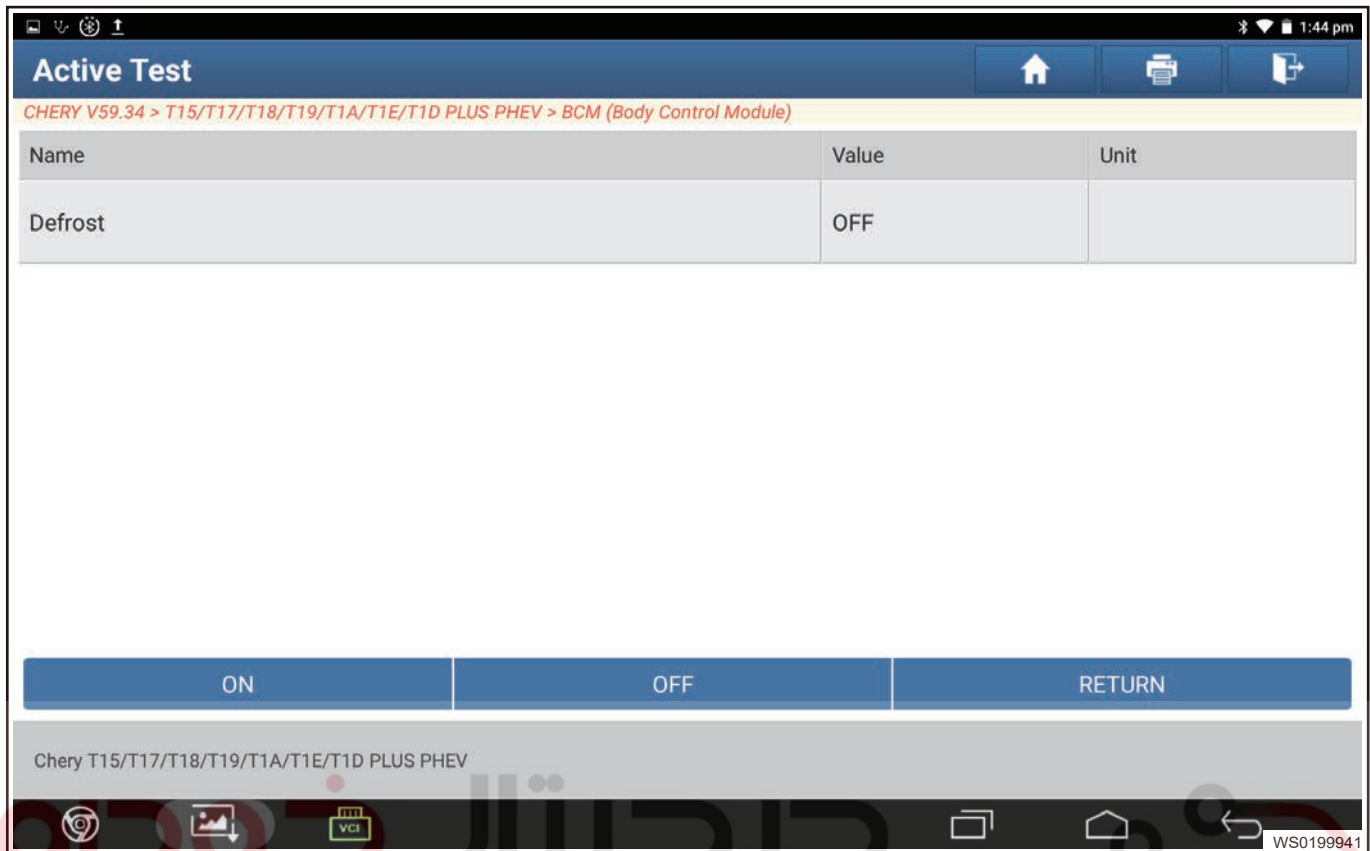 1:44 pm
Active Test
CHERY V59.34 > T15/T17/T18/T19/T1A/T1E/T1D PLUS PHEV > BCM (Body Control Module)
Name Value Unit
Defrost OFF
ON OFF RETURN
Chery T15/T17/T18/T19/T1A/T1E/T1D PLUS PHEV
VCI
WS0199941